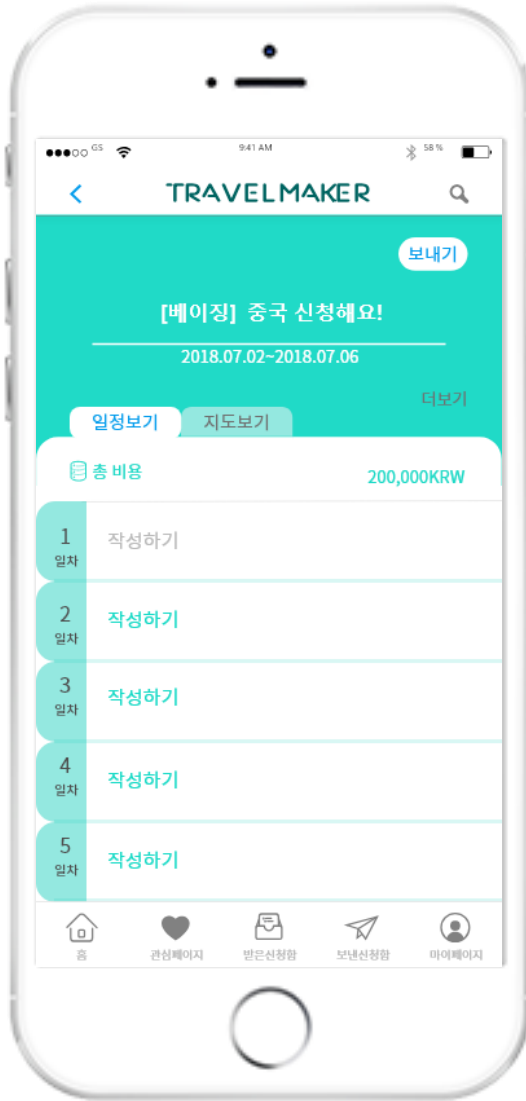 GS 9:41 AM 58 %
TRAVELMAKER
보내기
[베이징] 중국 신청해요!
2018.07.02~2018.07.06
더보기
일정보기 지도보기
총 비용 200,000KRW
1
일차
작성하기
2
일차
작성하기
3
일차
작성하기
4
일차
작성하기
5
일차
작성하기
홈 관심페이지 받은신청함 보낸신청함 마이페이지